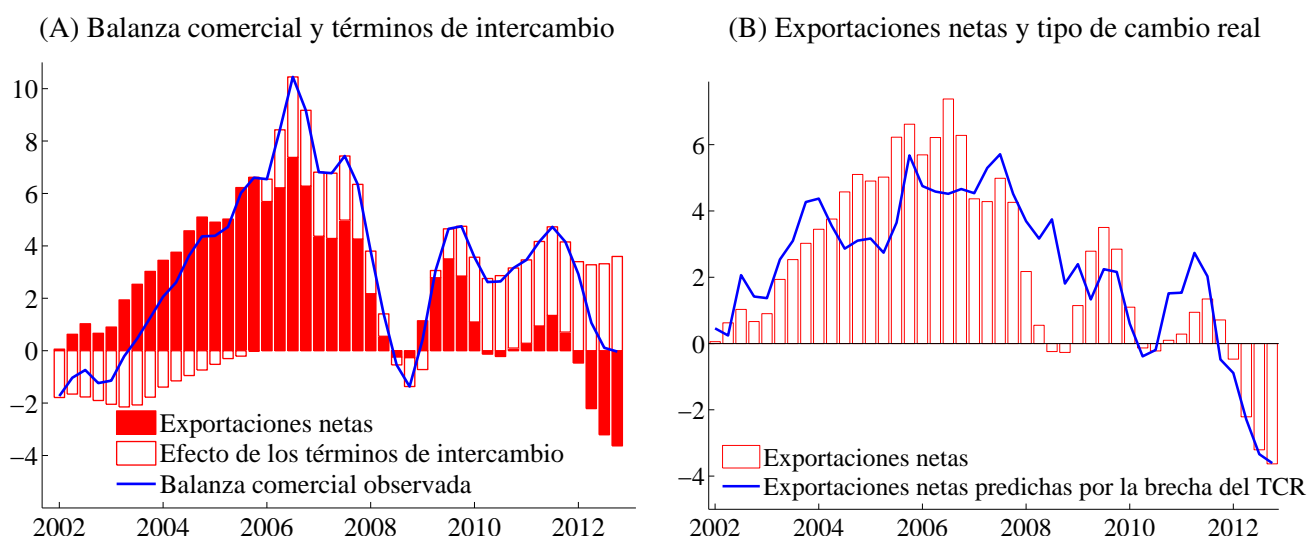 (A) Balanza comercial y términos de intercambio
10
8
6
4
2
0
−2
−4
Exportaciones netas
Efecto de los términos de intercambio
Balanza comercial observada
2002 2004 2006 2008 2010 2012
(B) Exportaciones netas y tipo de cambio real
6
4
2
0
−2
−4
Exportaciones netas
Exportaciones netas predichas por la brecha del TCR
2002 2004 2006 2008 2010 2012